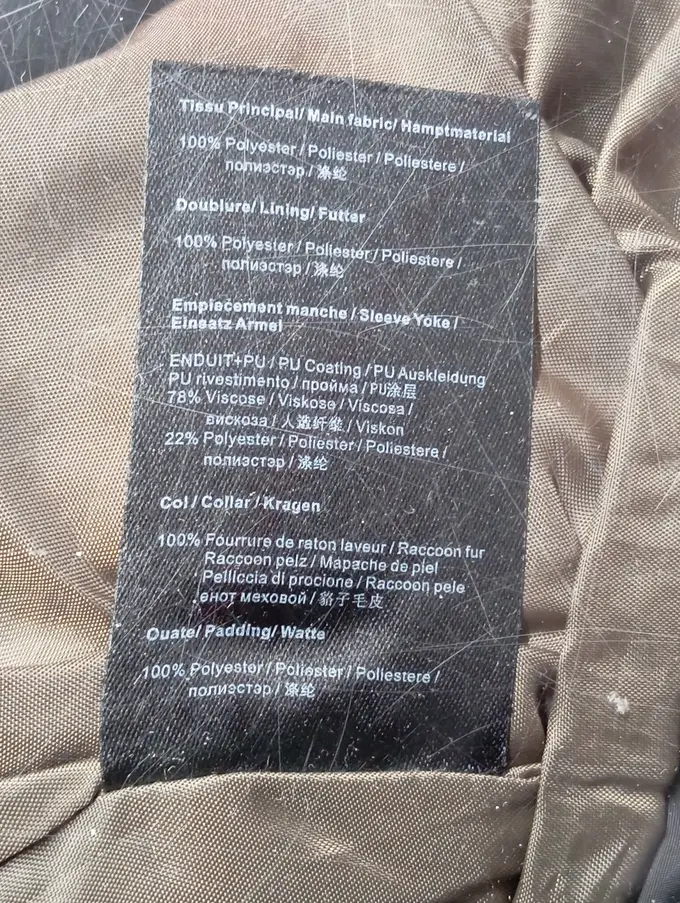 Tissu Principal/ Main fabric/ Hamptmaterial
100% Polyester / Poliester / Poliestere /
полиэстэр / 涤纶
Doublure/ Lining/ Futter
100% Polyester / Poliester / Poliestere /
полиэстэр / 涤纶
Emplecement manche / Sleeve Yoke /
Einsatz Armel
ENDUIT+PU / PU Coating / PU Auskleidung
PU rivestimento / пройма / PU涂层
78% Viscose / Viskose / Viscosa /
вискоза / 人造纤维 / Viskon
22% Polyester / Poliester / Poliestere /
полиэстэр / 涤纶
Col / Collar / Kragen
100% Fourrure de raton laveur / Raccoon fur
Raccoon pelz / Mapache de piel
Pelliccia di procione / Raccoon pele
енот меховой / 貉子毛皮
Ouate/ Padding/ Watte
100% Polyester / Poliester / Poliestere /
полиэстэр / 涤纶